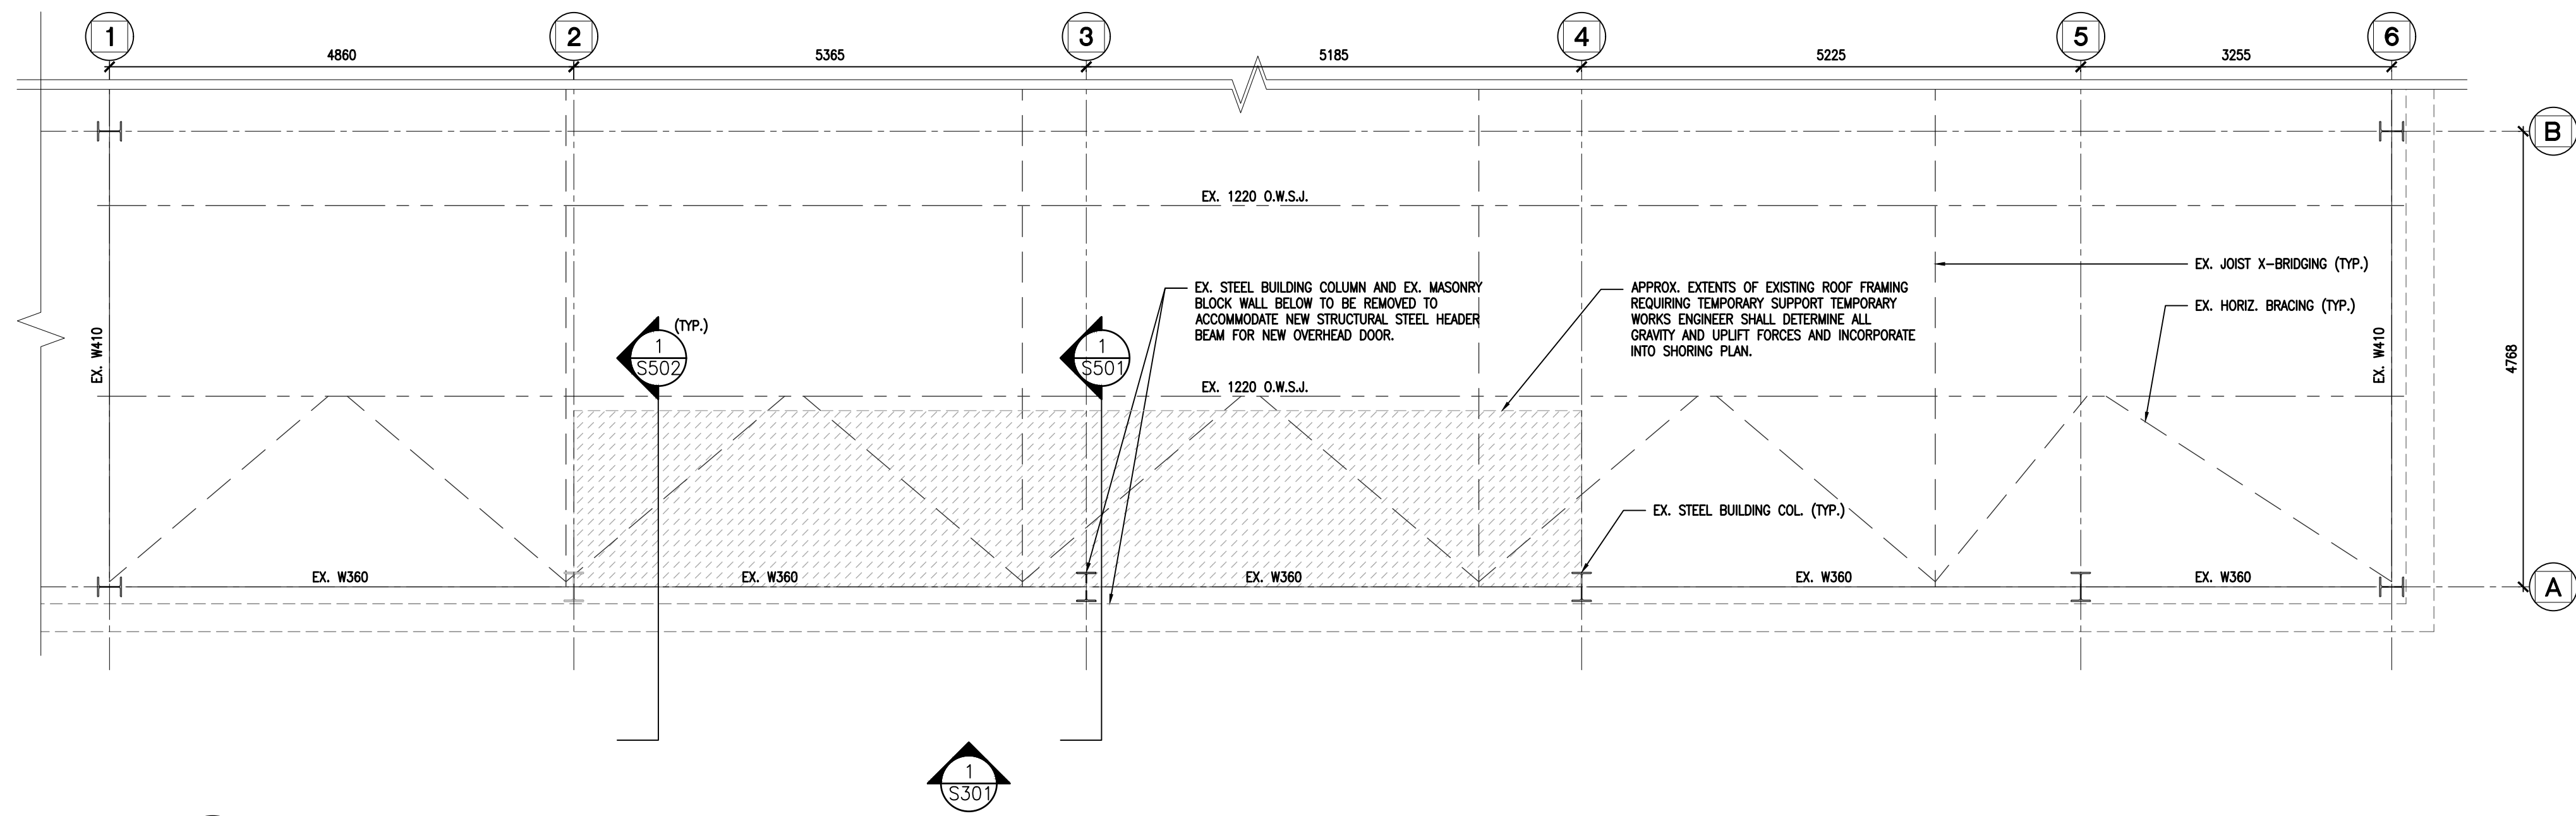 1
2
3
4
5
6
4860
5365
5185
5225
3255
B
EX. 1220 O.W.S.J.
EX. JOIST X-BRIDGING (TYP.)
EX. STEEL BUILDING COLUMN AND EX. MASONRY
BLOCK WALL BELOW TO BE REMOVED TO
ACCOMMODATE NEW STRUCTURAL STEEL HEADER
BEAM FOR NEW OVERHEAD DOOR.
APPROX. EXTENTS OF EXISTING ROOF FRAMING
REQUIRING TEMPORARY SUPPORT TEMPORARY
WORKS ENGINEER SHALL DETERMINE ALL
GRAVITY AND UPLIFT FORCES AND INCORPORATE
INTO SHORING PLAN.
EX. HORIZ. BRACING (TYP.)
(TYP.)
1
S502
1
S501
EX. W410
EX. W410
4768
EX. 1220 O.W.S.J.
EX. STEEL BUILDING COL. (TYP.)
EX. W360
EX. W360
EX. W360
EX. W360
EX. W360
A
1
S301